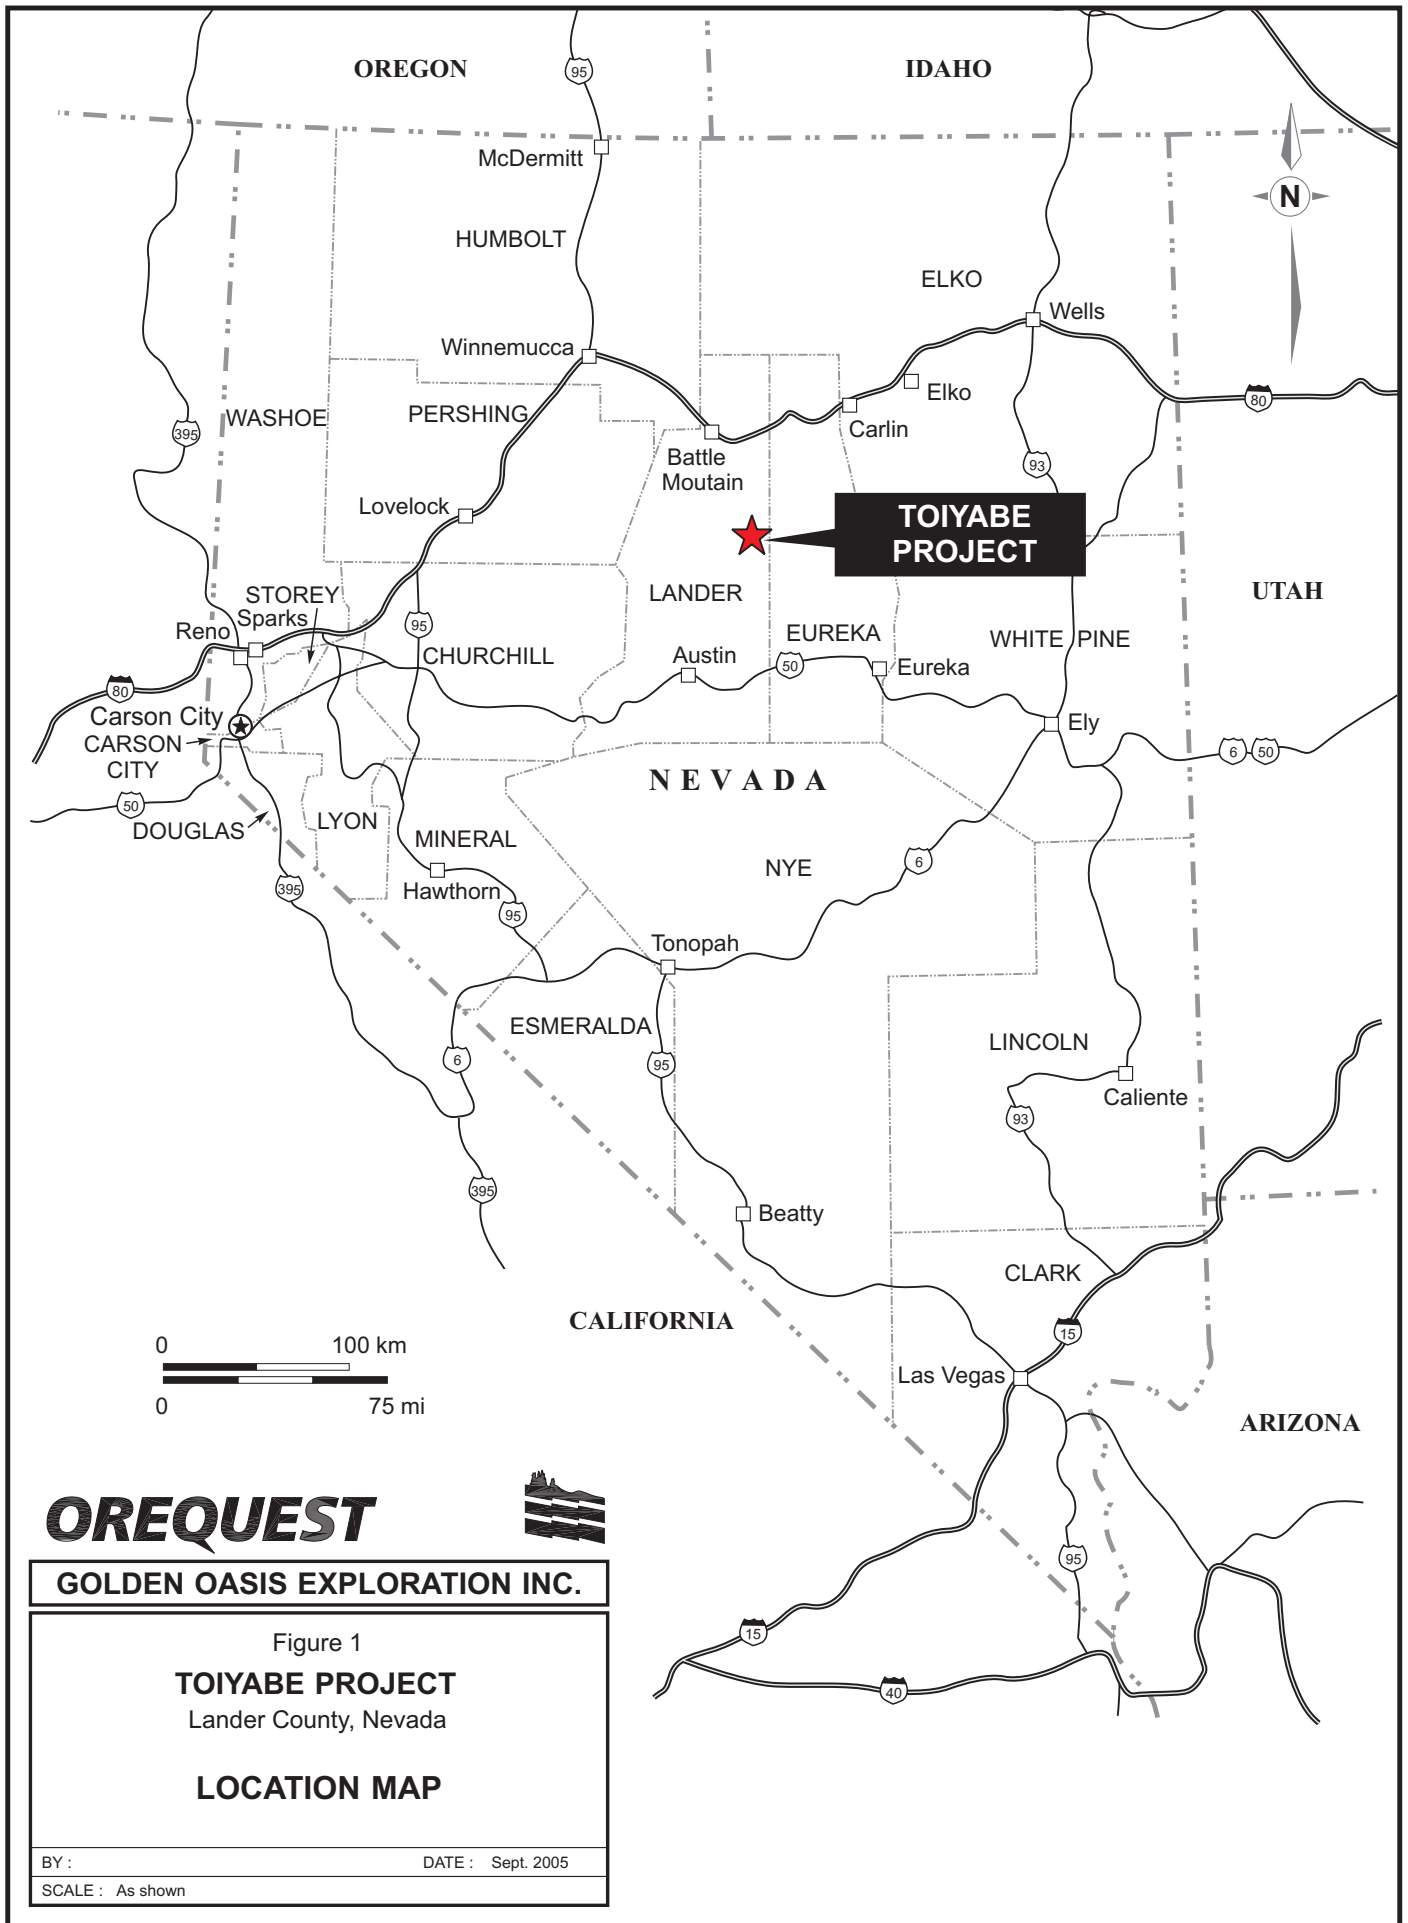 OREGON
IDAHO
95
McDermitt
N
HUMBOLT
ELKO
Wells
Winnemucca
Elko
80
WASHOE
PERSHING
Carlin
395
Battle
Moutain
93
Lovelock
TOIYABE
PROJECT
LANDER
UTAH
STOREY
Sparks
95
Reno
EUREKA
WHITE PINE
CHURCHILL
Austin
50
Eureka
80
Carson City
Ely
CARSON
CITY
6
50
NEVADA
50
DOUGLAS
LYON
MINERAL
NYE
6
395
Hawthorn
95
Tonopah
ESMERALDA
LINCOLN
6
95
Caliente
93
395
Beatty
CLARK
CALIFORNIA
15
0 100 km
0 75 mi
Las Vegas
ARIZONA
95
15
40
OREQUEST
GOLDEN OASIS EXPLORATION INC.
Figure 1
TOIYABE PROJECT
Lander County, Nevada
LOCATION MAP
BY : DATE : Sept. 2005
SCALE : As shown